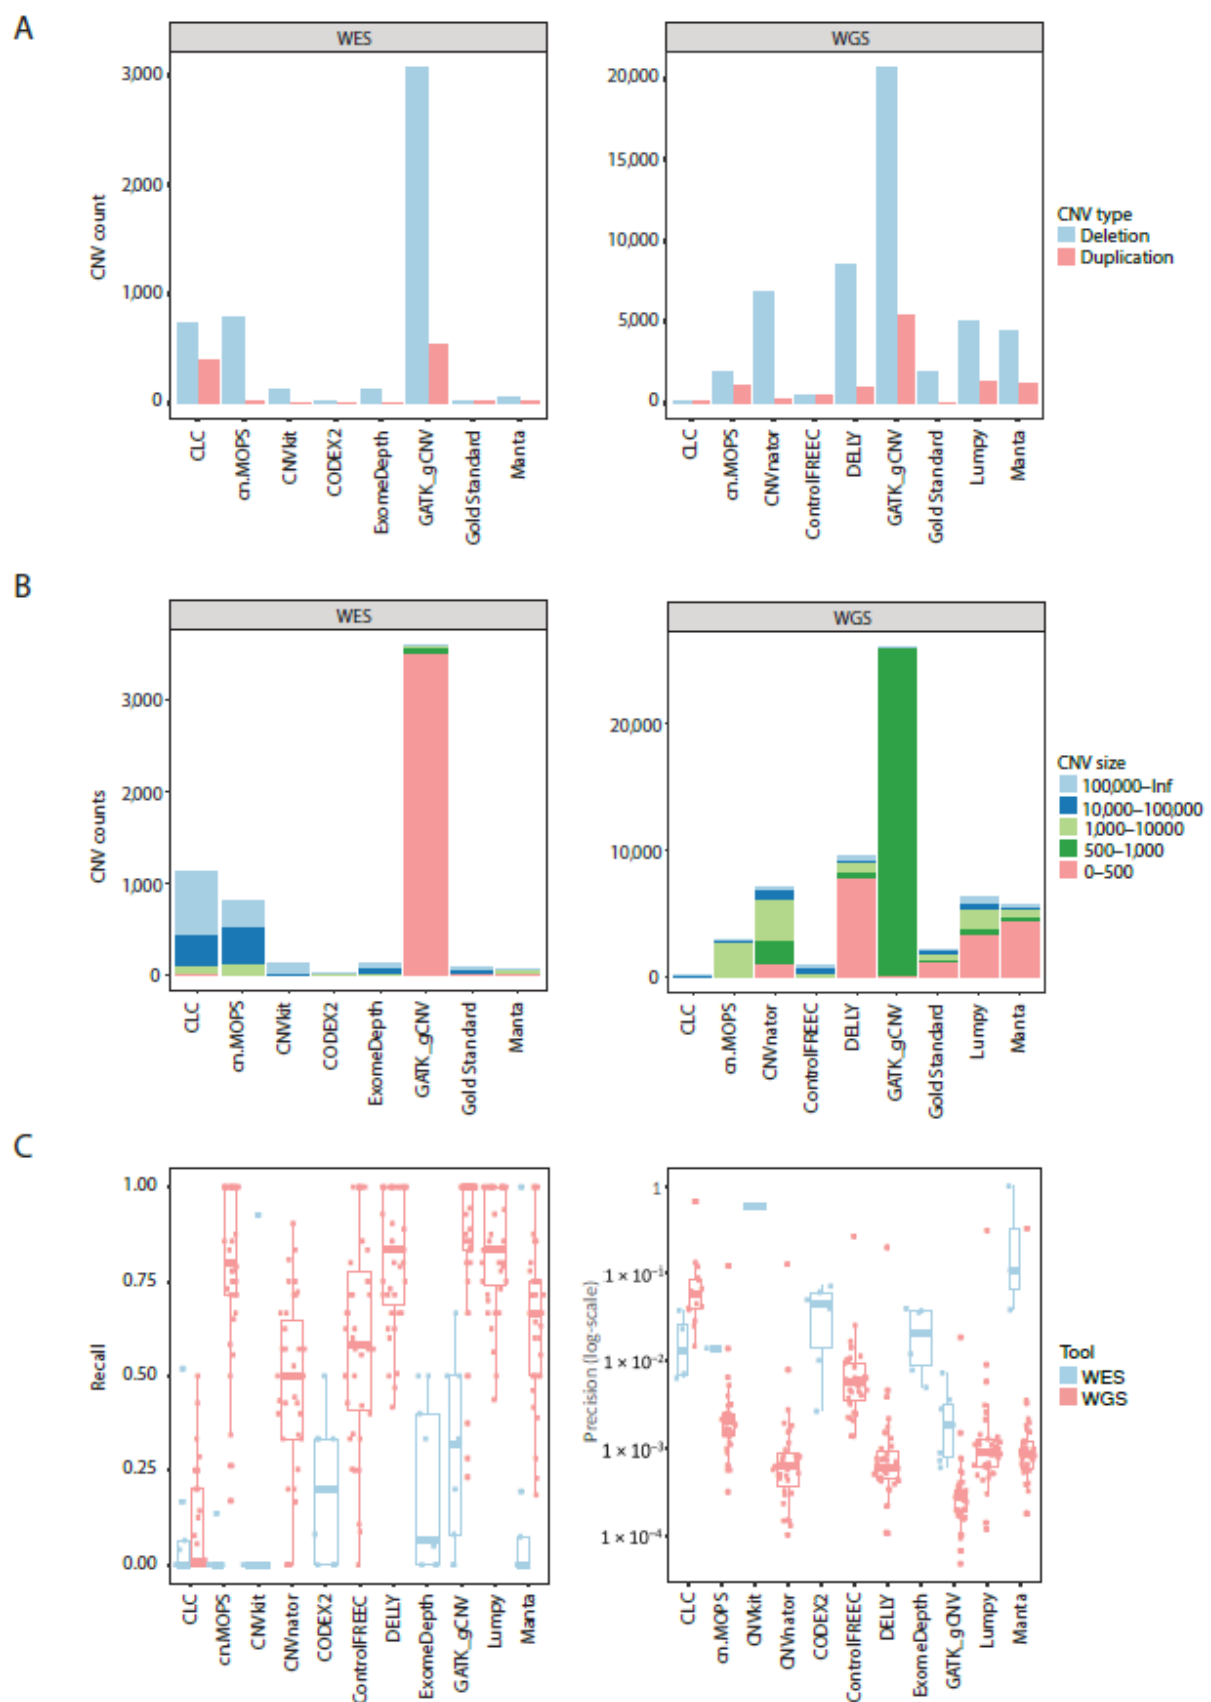 A
WES
WGS
CNV count
3,000
2,000
1,000
0
20,000
15,000
10,000
5,000
0
CNV type
Deletion
Duplication
CLC
cn.MOPS
CNVkit
CODEX2
ExomeDepth
GATK_gCNV
Gold Standard
Manta
CLC
cn.MOPS
CNVnator
ControlFREEC
DELLY
GATK_gCNV
Gold Standard
Lumpy
Manta
B
WES
WGS
CNV counts
3,000
2,000
1,000
0
20,000
10,000
0
CNV size
100,000–Inf
10,000–100,000
1,000–10000
500–1,000
0–500
CLC
cn.MOPS
CNVkit
CODEX2
ExomeDepth
GATK_gCNV
Gold Standard
Manta
CLC
cn.MOPS
CNVnator
ControlFREEC
DELLY
GATK_gCNV
Gold Standard
Lumpy
Manta
C
Recall
1.00
0.75
0.50
0.25
0.00
Precision (log-scale)
1
1 × 10⁻¹
1 × 10⁻²
1 × 10⁻³
1 × 10⁻⁴
Tool
WES
WGS
CLC
cn.MOPS
CNVkit
CNVnator
CODEX2
ControlFREEC
DELLY
ExomeDepth
GATK_gCNV
Lumpy
Manta
CLC
cn.MOPS
CNVkit
CNVnator
CODEX2
ControlFREEC
DELLY
ExomeDepth
GATK_gCNV
Lumpy
Manta